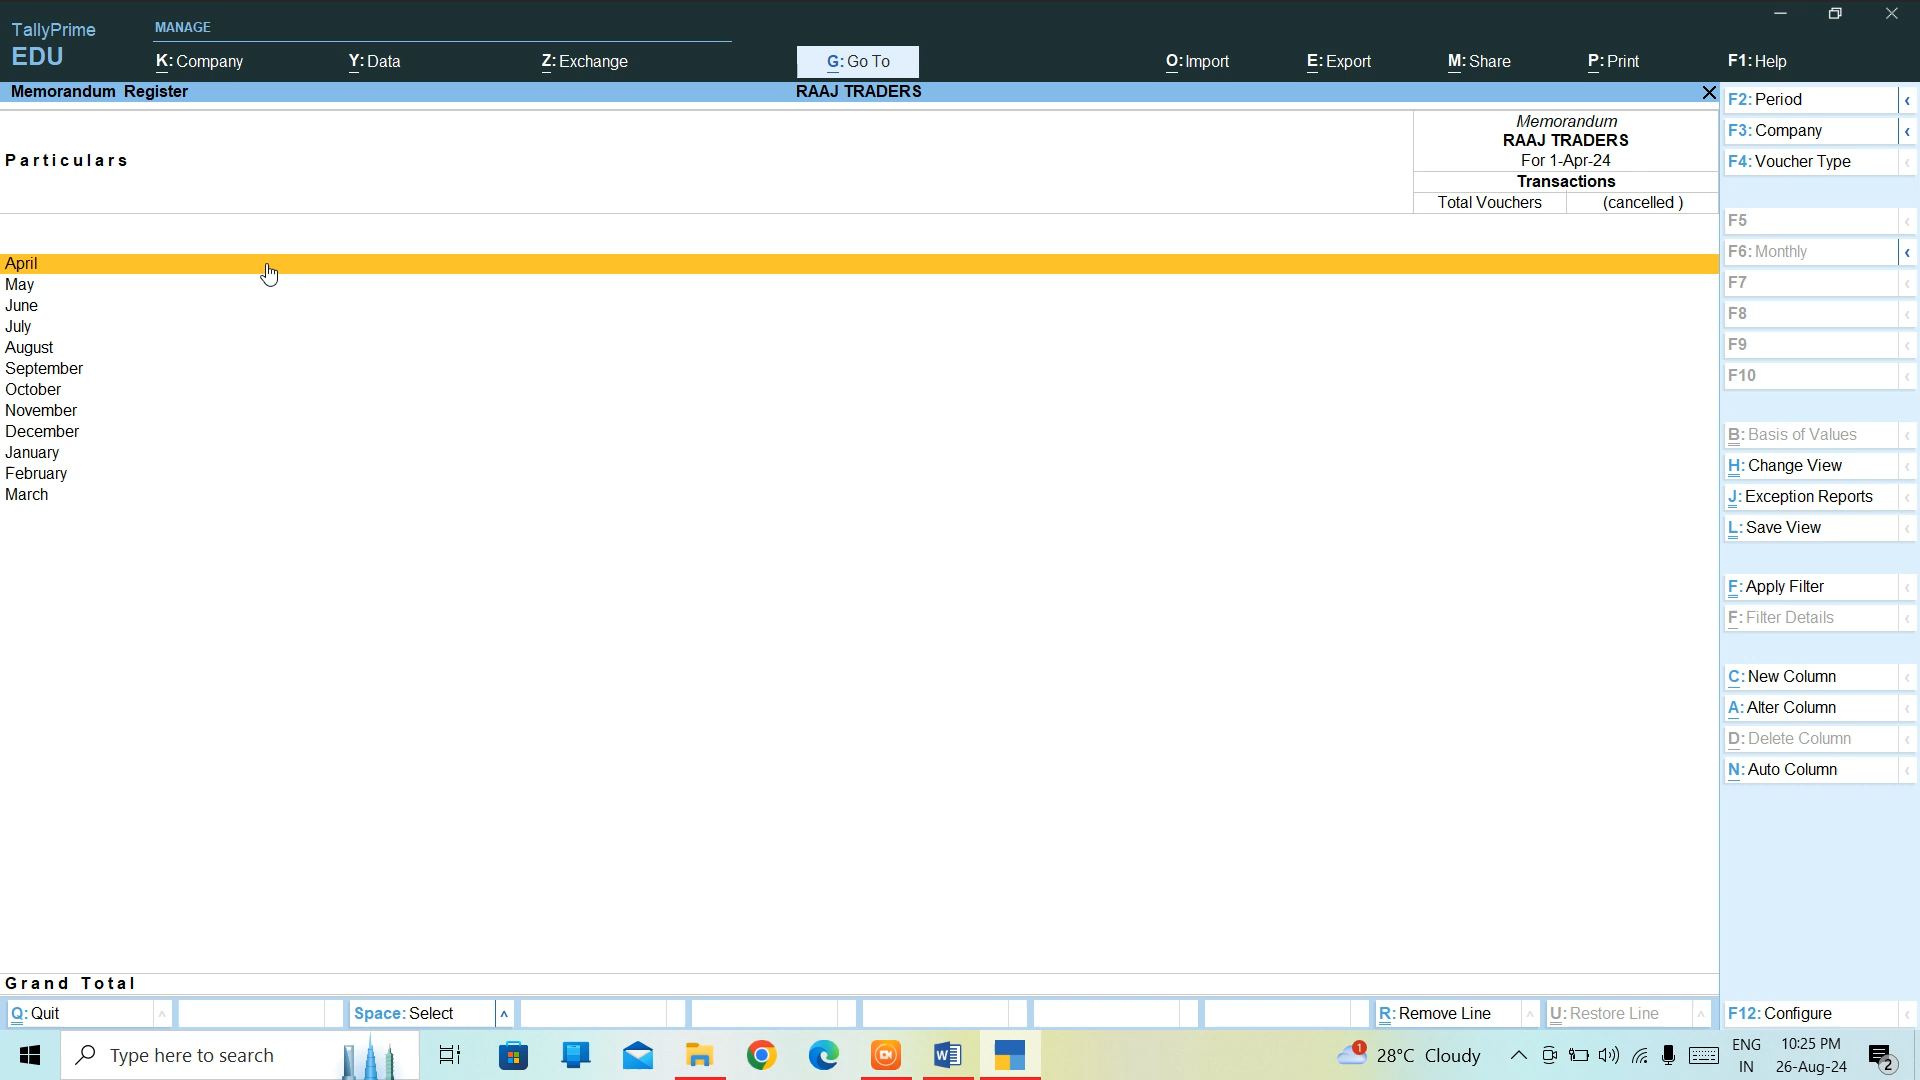 TallyPrime
EDU
MANAGE
K: Company
Y: Data
Z: Exchange
G: Go To
O: Import
E: Export
M: Share
P: Print
F1: Help
Memorandum Register
RAAJ TRADERS
Particulars
Memorandum
RAAJ TRADERS
For 1-Apr-24
Transactions
Total Vouchers
(cancelled )
April
May
June
July
August
September
October
November
December
January
February
March
Grand Total
F2: Period
F3: Company
F4: Voucher Type
F5
F6: Monthly
F7
F8
F9
F10
B: Basis of Values
H: Change View
J: Exception Reports
L: Save View
F: Apply Filter
F: Filter Details
C: New Column
A: Alter Column
D: Delete Column
N: Auto Column
F12: Configure
Q: Quit
Space: Select
R: Remove Line
U: Restore Line
Type here to search
1
28°C Cloudy
ENG
IN
10:25 PM
26-Aug-24
2